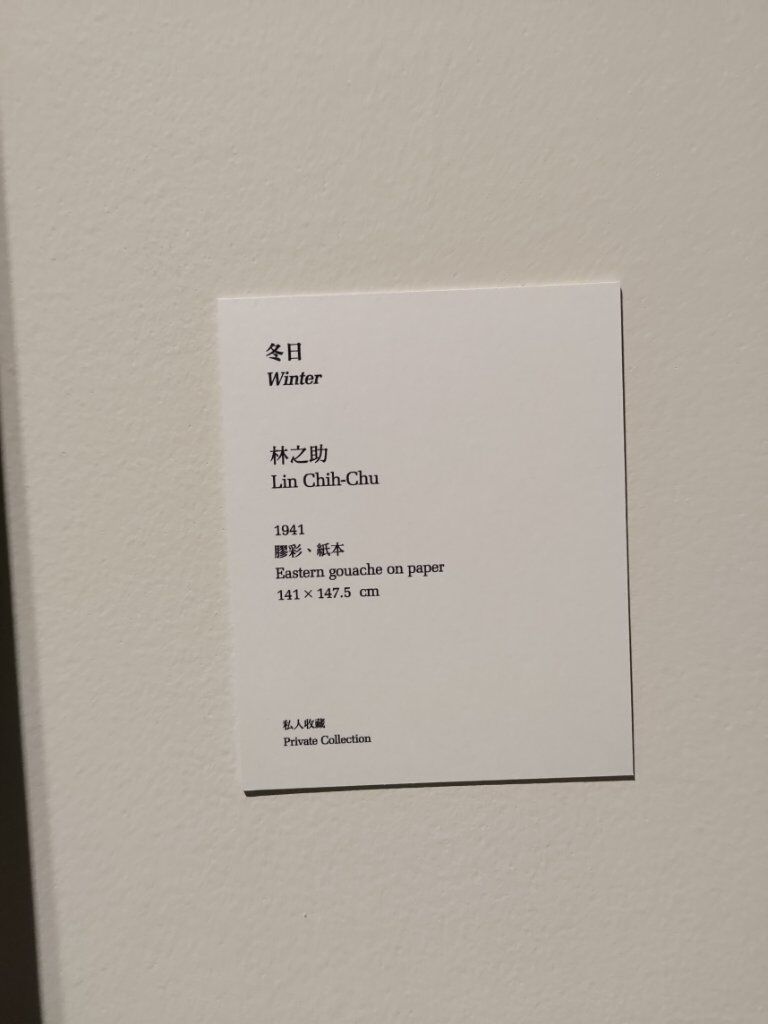 冬日
Winter
林之助
Lin Chih-Chu
1941
膠彩、紙本
Eastern gouache on paper
141 × 147.5 cm
私人收藏
Private Collection